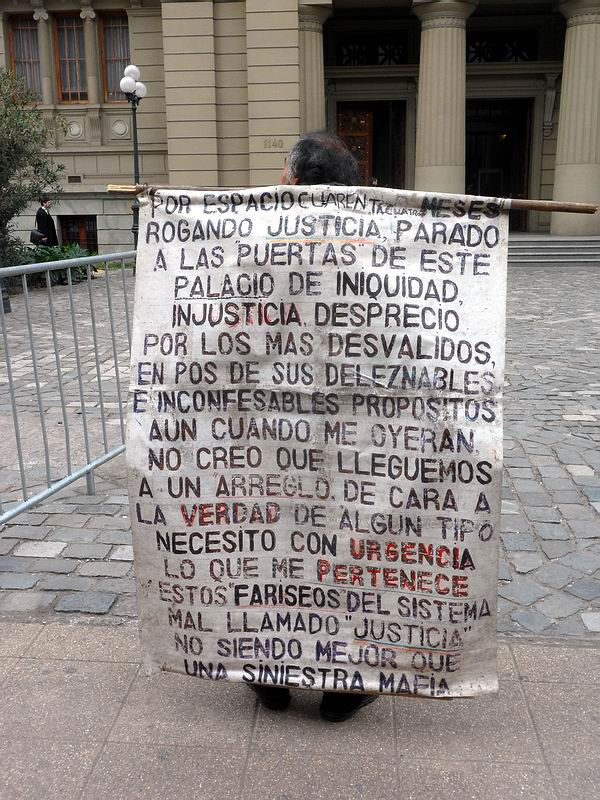 1140
POR ESPACIO CUAREN MESES
ROGANDO JUSTICIA, PARADO
A LAS "PUERTAS" DE ESTE
PALACIO DE INIQUIDAD,
INJUSTICIA, DESPRECIO
POR LOS MAS DESVALIDOS,
EN POS DE SUS DELEZNABLES
E INCONFESABLES PROPOSITOS
AUN CUANDO ME OYERAN,
NO CREO QUE LLEGUEMOS
A UN ARREGLO, DE CARA A
LA VERDAD DE ALGUN TIPO
NECESITO CON URGENCIA
LO QUE ME PERTENECE
"ESTOS" FARISEOS DEL SISTEMA
MAL LLAMADO "JUSTICIA"
NO SIENDO MEJOR QUE
UNA SINIESTRA MAFIA